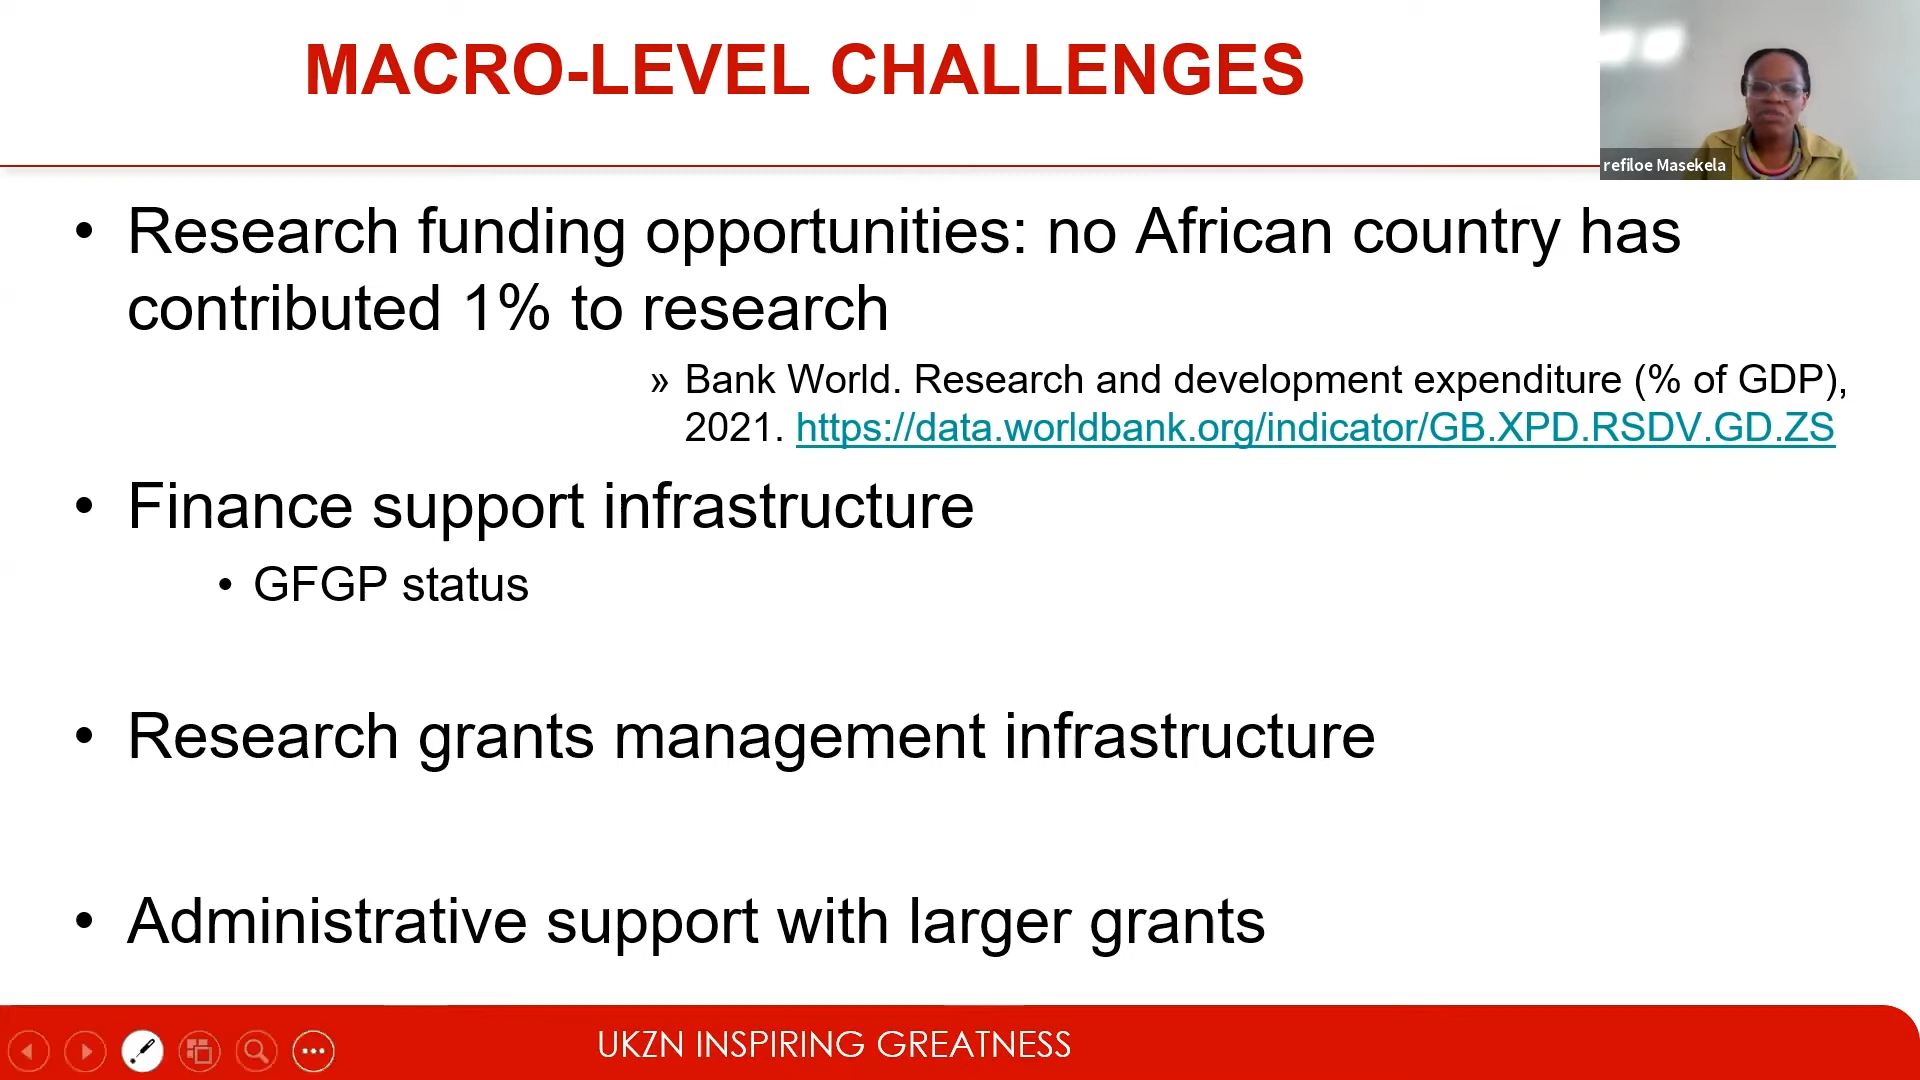 MACRO-LEVEL CHALLENGES
refiloe Masekela
• Research funding opportunities: no African country has
contributed 1% to research
» Bank World. Research and development expenditure (% of GDP),
2021. https://data.worldbank.org/indicator/GB.XPD.RSDV.GD.ZS
• Finance support infrastructure
• GFGP status
• Research grants management infrastructure
• Administrative support with larger grants
UKZN INSPIRING GREATNESS